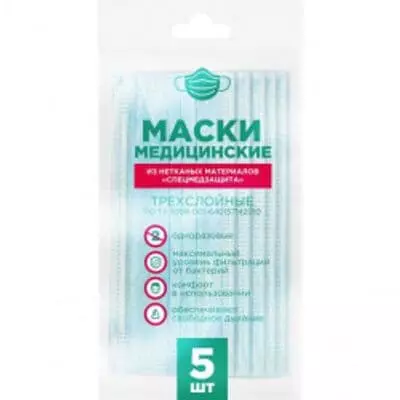 МАСКИ
МЕДИЦИНСКИЕ
ИЗ НЕТКАНЫХ МАТЕРИАЛОВ
«СПЕЦМЕДЗАЩИТА»
ТРЕХСЛОЙНЫЕ
одноразовые
максимальный
уровень фильтрации
от бактерий
комфорт
в использовании
обеспечивают
свободное дыхание
5
ШТ